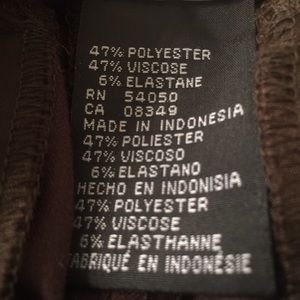 47% POLYESTER
47% VISCOSE
6% ELASTANE
RN 54050
CA 08349
MADE IN INDONESIA
47% POLIESTER
47% VISCOSO
6% ELASTANO
HECHO EN INDONISIA
47% POLYESTER
47% VISCOSE
6% ELASTHANNE
FABRIQUÉ EN INDONÉSIE